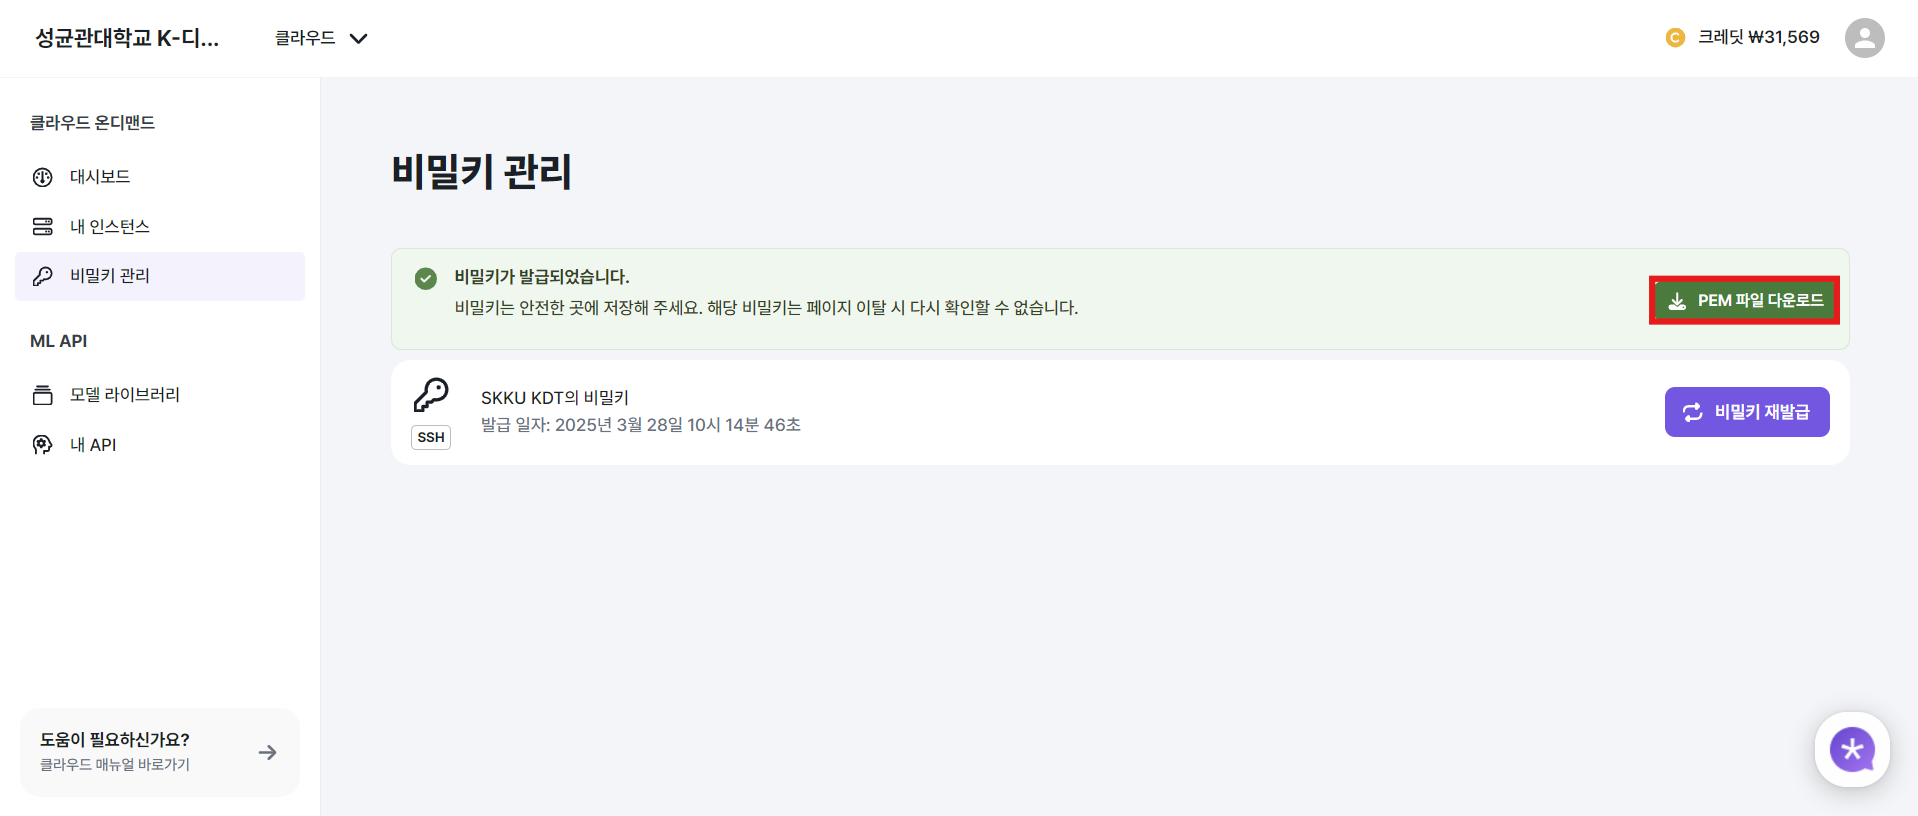 성균관대학교 K-디...
클라우드
크레딧 ₩31,569
클라우드 온디맨드
대시보드
내 인스턴스
비밀키 관리
ML API
모델 라이브러리
내 API
도움이 필요하신가요?
클라우드 매뉴얼 바로가기
비밀키 관리
비밀키가 발급되었습니다.
비밀키는 안전한 곳에 저장해 주세요. 해당 비밀키는 페이지 이탈 시 다시 확인할 수 없습니다.
PEM 파일 다운로드
SKKU KDT의 비밀키
발급 일자: 2025년 3월 28일 10시 14분 46초
SSH
비밀키 재발급